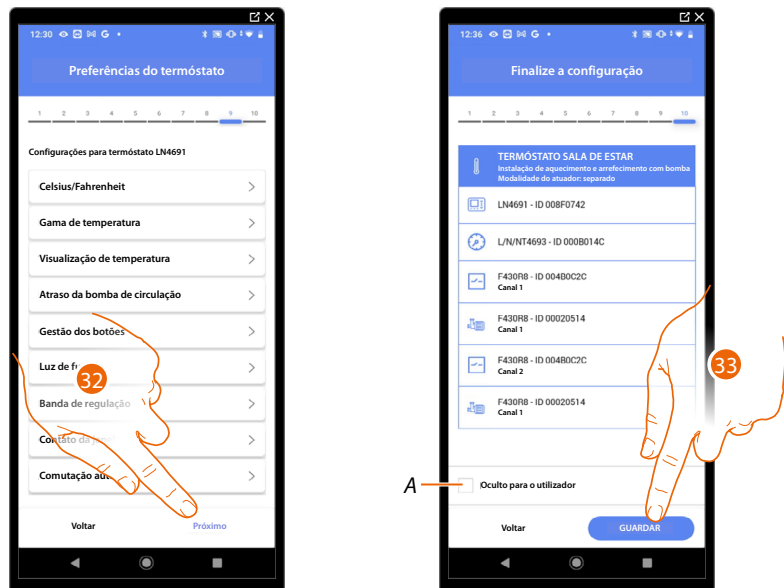 12:30
G
Preferências do termóstato
1 2 3 4 5 6 7 8 9 10
Configurações para termóstato LN4691
Celsius/Fahrenheit
Gama de temperatura
Visualização de temperatura
Atraso da bomba de circulação
Gestão dos botões
Luz de
32
Banda de regulação
Contato da
Comutação
Voltar
Próximo
12:36
G
Finalize a configuração
1 2 3 4 5 6 7 8 9 10
TERMÓSTATO SALA DE ESTAR
Instalação de aquecimento e arrefecimento com bomba
Modalidade do atuador: separado
LN4691 - ID 008F0742
L/N/NT4693 - ID 000B014C
F430R8 - ID 004B0C2C
Canal 1
F430R8 - ID 00020514
Canal 1
F430R8 - ID 004B0C2C
Canal 2
F430R8 - ID 00020514
Canal 1
33
A
Oculto para o utilizador
Voltar
GUARDAR